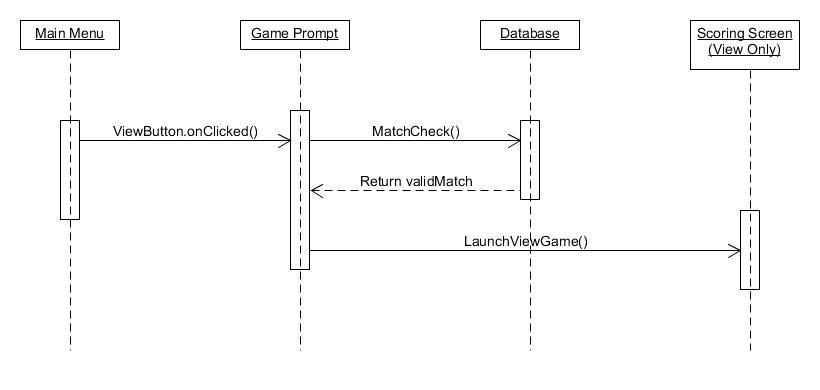 Main Menu
Game Prompt
Database
Scoring Screen
(View Only)
ViewButton.onClicked()
MatchCheck()
Return validMatch
LaunchViewGame()